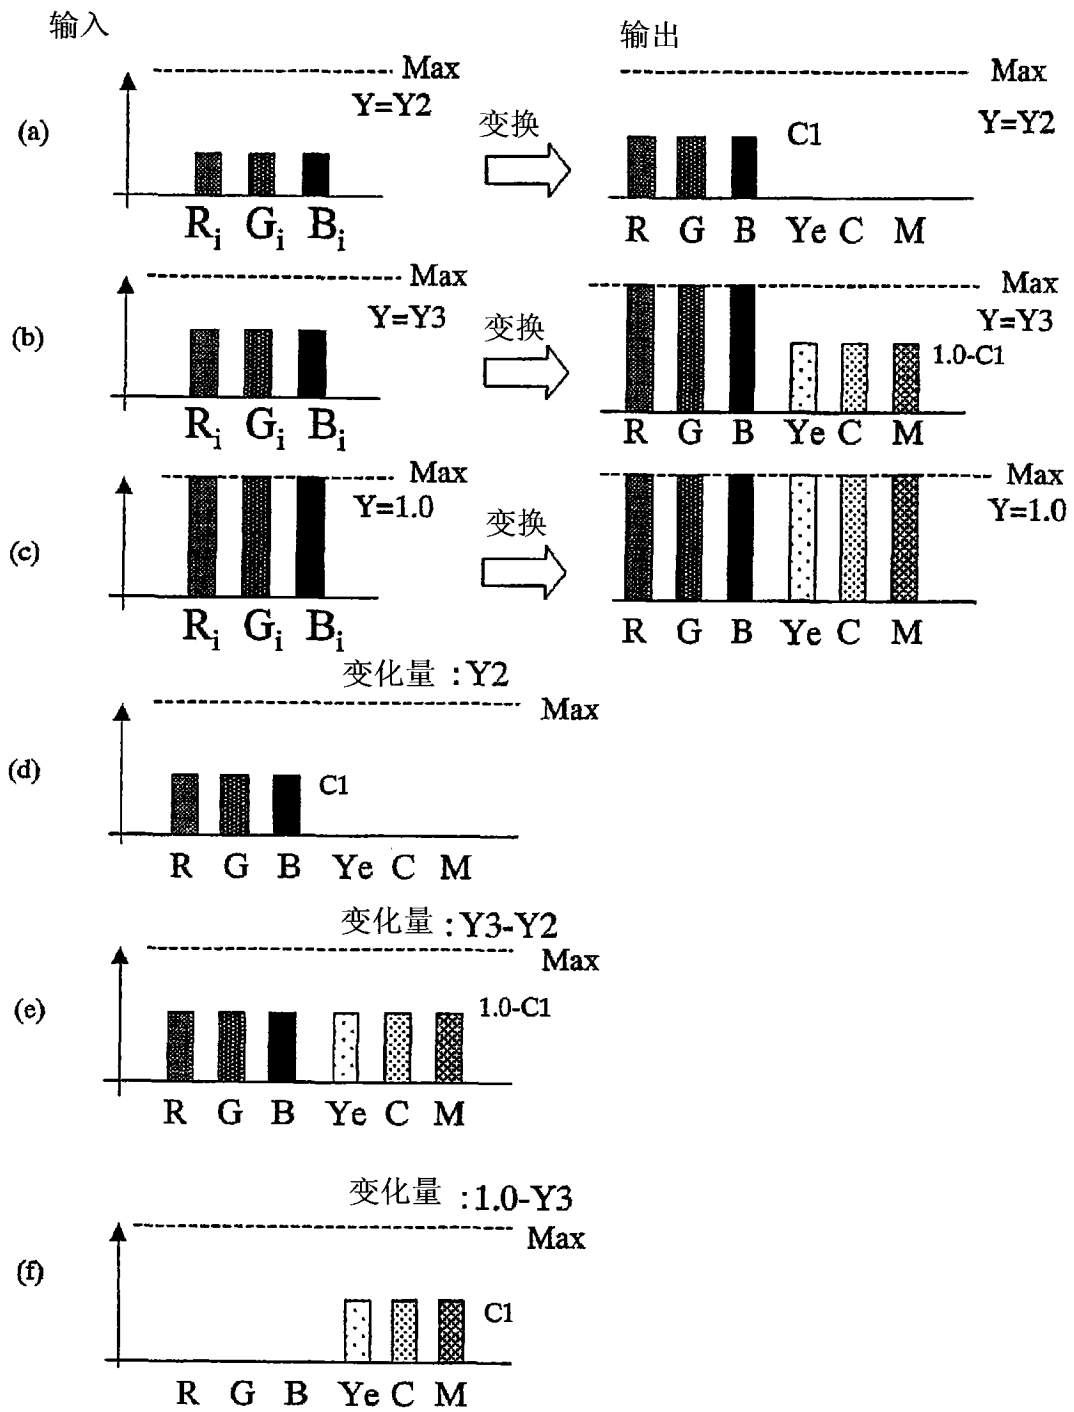 输入
输出
(a)
Max
Y=Y2
变换
Max
C1
Y=Y2
Ri Gi Bi
R G B Ye C M
(b)
Max
Y=Y3
变换
Max
Y=Y3
1.0-C1
Ri Gi Bi
R G B Ye C M
(c)
Max
Y=1.0
变换
Max
Y=1.0
Ri Gi Bi
R G B Ye C M
变化量 :Y2
Max
(d)
C1
R G B Ye C M
变化量 :Y3-Y2
Max
(e)
1.0-C1
R G B Ye C M
变化量 :1.0-Y3
Max
(f)
C1
R G B Ye C M